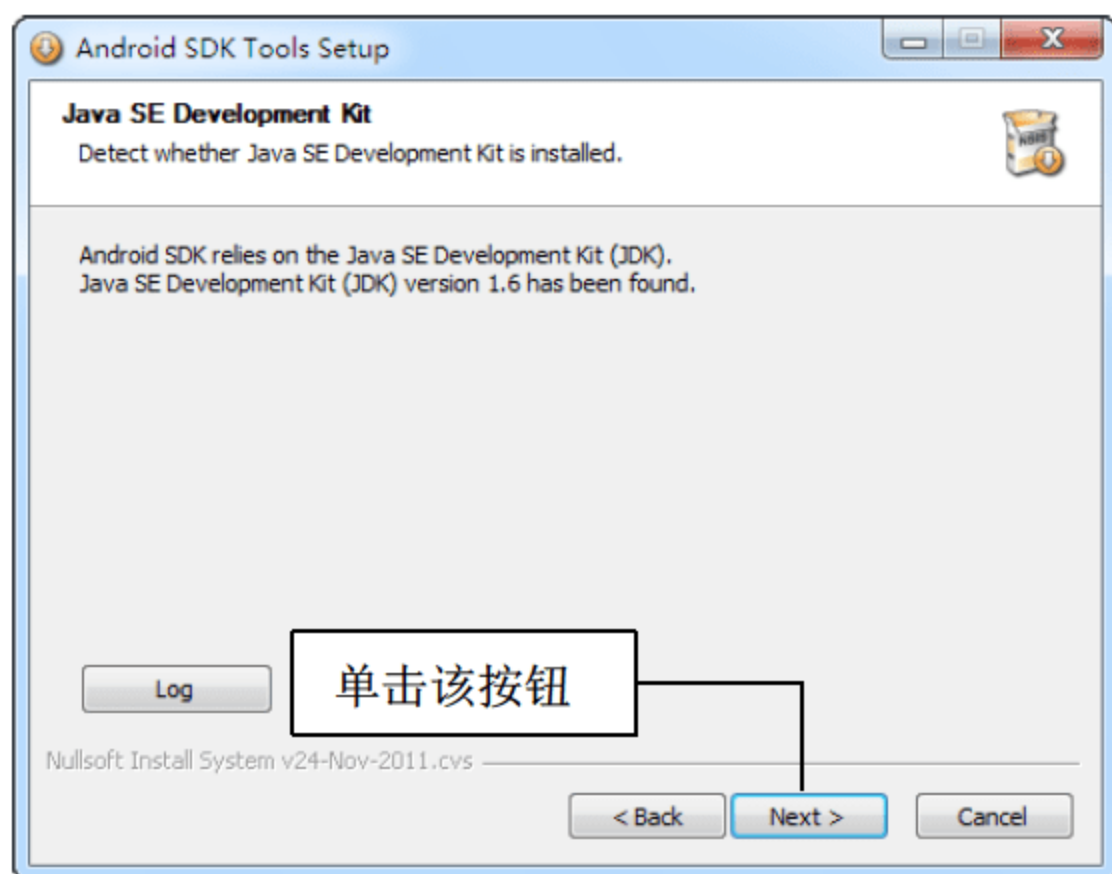 Android SDK Tools Setup
Java SE Development Kit
Detect whether Java SE Development Kit is installed.
Android SDK relies on the Java SE Development Kit (JDK).
Java SE Development Kit (JDK) version 1.6 has been found.
Log
单击该按钮
Nullsoft Install System v24-Nov-2011.cvs
< Back Next > Cancel